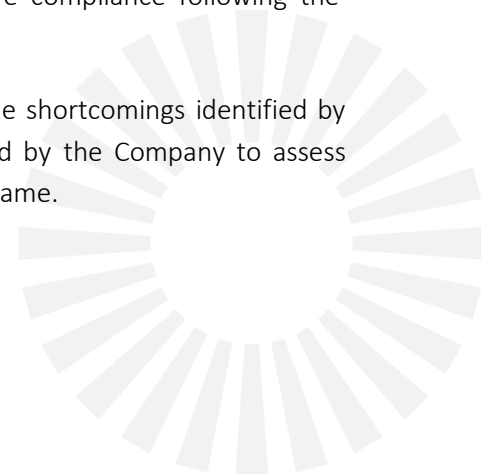 compliance following the
shortcomings identified by
by the Company to assess
ame.